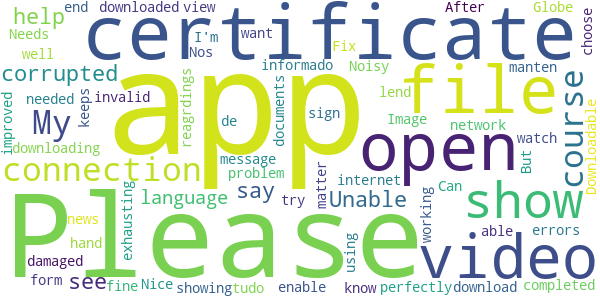 end downloaded view After Globe
help certificate I'm want choose
Needs Nos Fix
well app informado Noisy manten
corrupted file course
improved needed keeps invalid reagrdings documents lend
My de sign Image network open
downloading message But watch
connection problem Downloadable
exhausting language say try matter internet Can show
Please Unable working able errors
news hand using video
damaged see know perfectly download completed
form fine Nice showing tudo enable